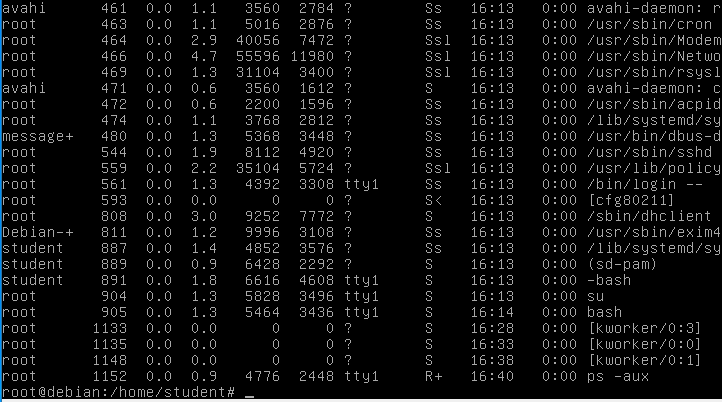 avahi 461 0.0 1.1 3560 2784 ? Ss 16:13 0:00 avahi-daemon: r
root 463 0.0 1.1 5016 2876 ? Ss 16:13 0:00 /usr/sbin/cron
root 464 0.0 2.9 40056 7472 ? Ssl 16:13 0:00 /usr/sbin/Modem
root 466 0.0 4.7 55596 11980 ? Ssl 16:13 0:00 /usr/sbin/Netwo
root 469 0.0 1.3 31104 3400 ? Ssl 16:13 0:00 /usr/sbin/rsysl
avahi 471 0.0 0.6 3560 1612 ? S 16:13 0:00 avahi-daemon: c
root 472 0.0 0.6 2200 1596 ? Ss 16:13 0:00 /usr/sbin/acpid
root 474 0.0 1.1 3768 2812 ? Ss 16:13 0:00 /lib/systemd/sy
message+ 480 0.0 1.3 5368 3448 ? Ss 16:13 0:00 /usr/bin/dbus-d
root 544 0.0 1.9 8112 4920 ? Ss 16:13 0:00 /usr/sbin/sshd
root 559 0.0 2.2 35104 5724 ? Ssl 16:13 0:00 /usr/lib/policy
root 561 0.0 1.3 4392 3308 tty1 Ss 16:13 0:00 /bin/login --
root 593 0.0 0.0 0 0 ? S< 16:13 0:00 [cfg80211]
root 808 0.0 3.0 9252 7772 ? S 16:13 0:00 /sbin/dhclient
Debian-+ 811 0.0 1.2 9996 3108 ? Ss 16:13 0:00 /usr/sbin/exim4
student 887 0.0 1.4 4852 3576 ? Ss 16:13 0:00 /lib/systemd/sy
student 889 0.0 0.9 6428 2292 ? S 16:13 0:00 (sd-pam)
student 891 0.0 1.8 6616 4608 tty1 S 16:13 0:00 -bash
root 904 0.0 1.3 5828 3496 tty1 S 16:13 0:00 su
root 905 0.0 1.3 5464 3436 tty1 S 16:14 0:00 bash
root 1133 0.0 0.0 0 0 ? S 16:28 0:00 [kworker/0:3]
root 1135 0.0 0.0 0 0 ? S 16:33 0:00 [kworker/0:0]
root 1148 0.0 0.0 0 0 ? S 16:38 0:00 [kworker/0:1]
root 1152 0.0 0.9 4776 2448 tty1 R+ 16:40 0:00 ps -aux
root@debian:/home/student# _